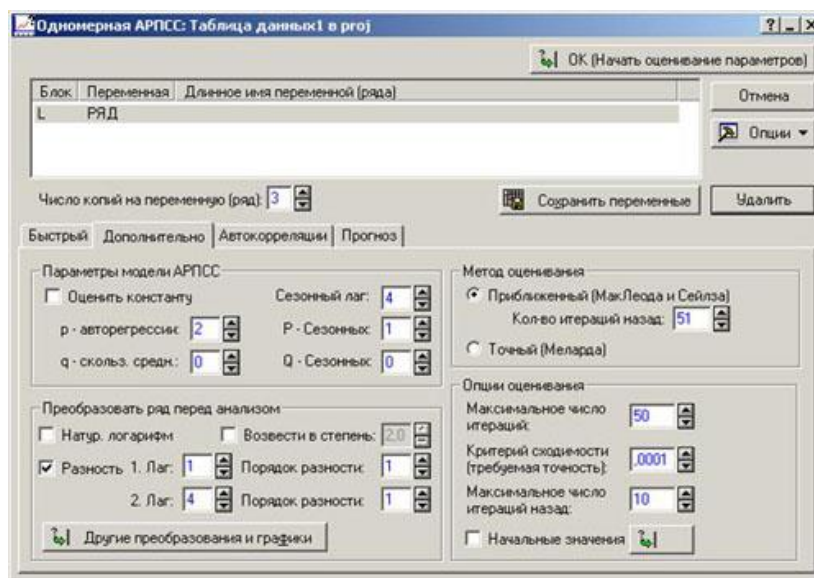 Одномерная АРПСС: Таблица данных1 в proj
OK (Начать оценивание параметров)
Блок Переменная Длинное имя переменной (ряда)
L РЯД
Отмена
Опции
Число копий на переменную (ряд): 3
Сохранить переменные
Удалить
Быстрый Дополнительно Автокорреляции Прогноз
Параметры модели АРПСС
Оценить константу Сезонный лаг: 4
p - авторегрессии: 2 P - Сезонных: 1
q - скольз. средн.: 0 Q - Сезонных: 0
Преобразовать ряд перед анализом
Натур. логарифм Возвести в степень: 2.0
Разность 1. Лаг: 1 Порядок разности: 1
2. Лаг: 4 Порядок разности: 1
Другие преобразования и графики
Метод оценивания
Приближенный (МакЛеода и Сейлза)
Кол-во итераций назад: 51
Точный (Меларда)
Опции оценивания
Максимальное число
итераций: 50
Критерий сходимости
(требуемая точность): .0001
Максимальное число
итераций назад: 10
Начальные значения